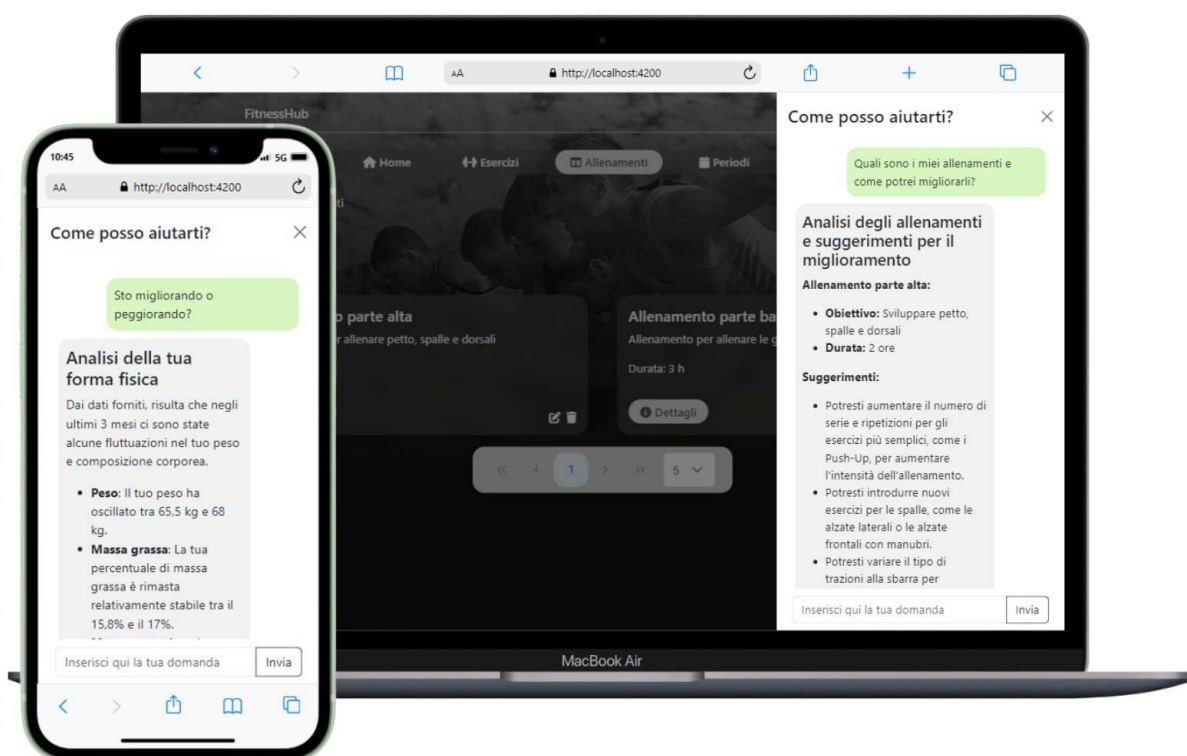 AA
http://localhost:4200
FitnessHub
Home
Esercizi
Allenamenti
Periodi
ti
o parte alta
r allenare petto, spalle e dorsali
Allenamento parte ba
Allenamento per allenare le g
Durata: 3 h
Dettagli
«
<
1
>
»
5
Come posso aiutarti?
Quali sono i miei allenamenti e
come potrei migliorarli?
Analisi degli allenamenti
e suggerimenti per il
miglioramento
Allenamento parte alta:
• Obiettivo: Sviluppare petto,
spalle e dorsali
• Durata: 2 ore
Suggerimenti:
• Potresti aumentare il numero di
serie e ripetizioni per gli
esercizi più semplici, come i
Push-Up, per aumentare
l'intensità dell'allenamento.
• Potresti introdurre nuovi
esercizi per le spalle, come le
alzate laterali o le alzate
frontali con manubri.
• Potresti variare il tipo di
trazioni alla sbarra per
Inserisci qui la tua domanda
Invia
MacBook Air
10:45
5G
AA
http://localhost:4200
Come posso aiutarti?
Sto migliorando o
peggiorando?
Analisi della tua
forma fisica
Dai dati forniti, risulta che negli
ultimi 3 mesi ci sono state
alcune fluttuazioni nel tuo peso
e composizione corporea.
• Peso: Il tuo peso ha
oscillato tra 65,5 kg e 68
kg.
• Massa grassa: La tua
percentuale di massa
grassa è rimasta
relativamente stabile tra il
15,8% e il 17%.
Inserisci qui la tua domanda
Invia